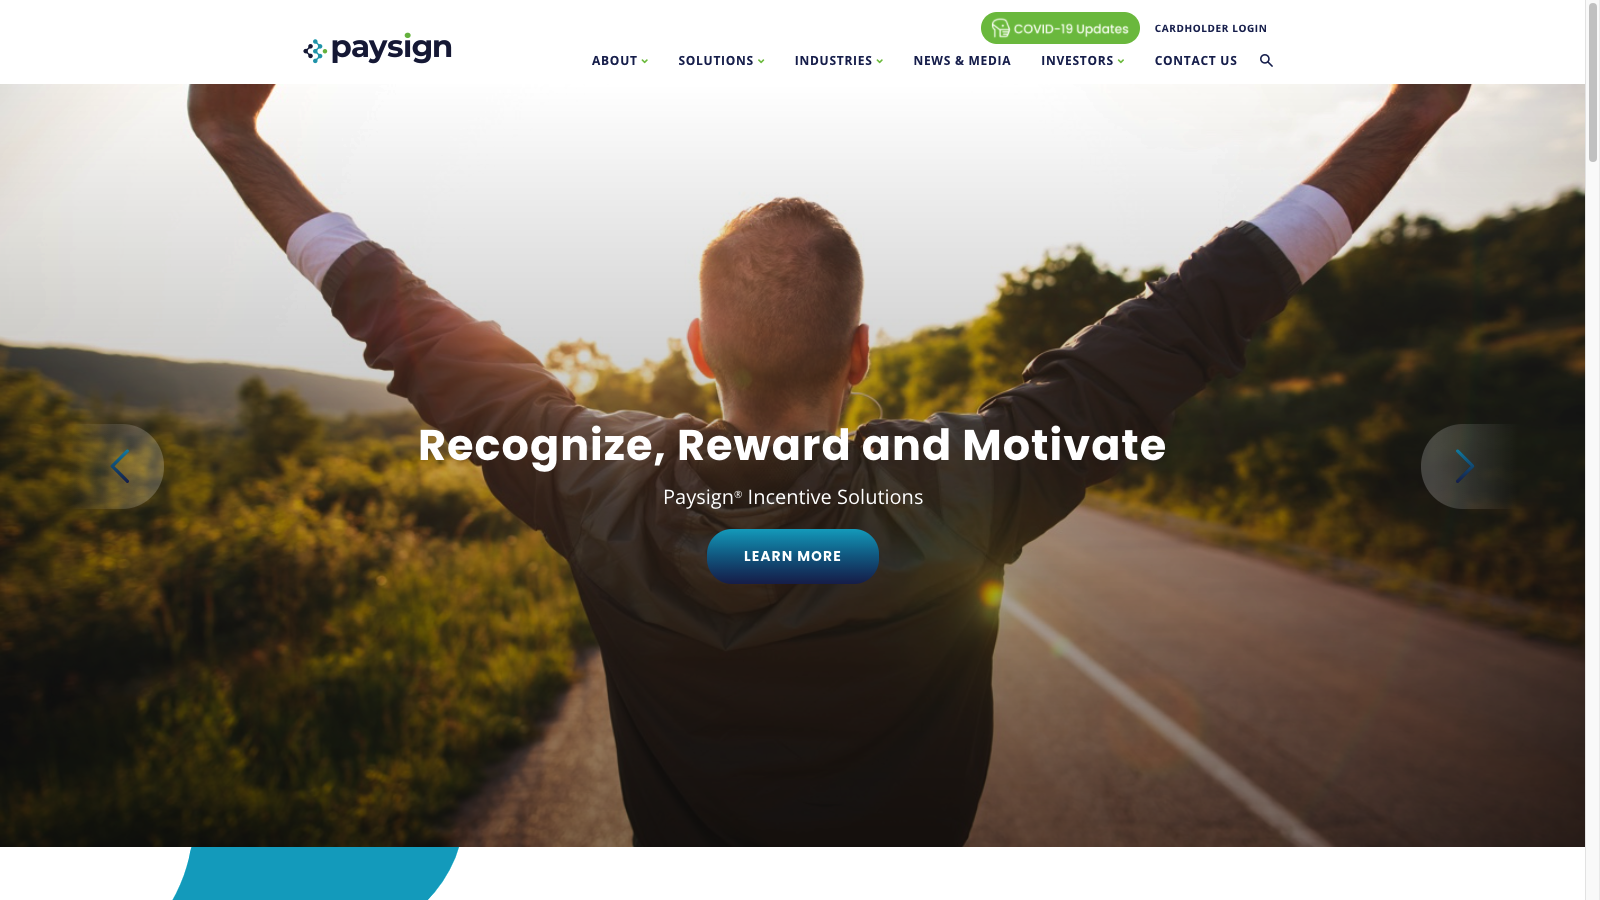 COVID-19 Updates
CARDHOLDER LOGIN
paysign
ABOUT
SOLUTIONS
INDUSTRIES
NEWS & MEDIA
INVESTORS
CONTACT US
Recognize, Reward and Motivate
Paysign® Incentive Solutions
LEARN MORE